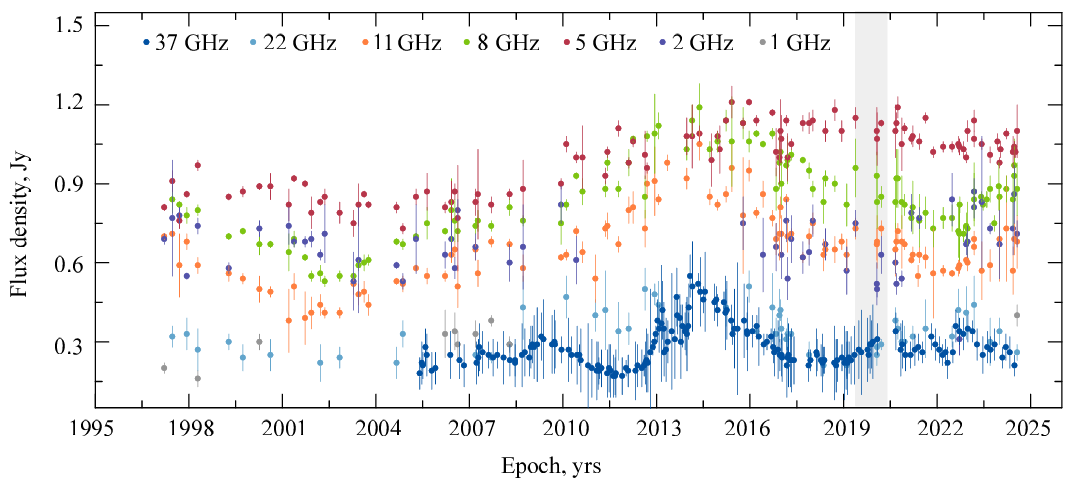 1.5
37 GHz 22 GHz 11 GHz 8 GHz 5 GHz 2 GHz 1 GHz
1.2
0.9
0.6
0.3
Flux density, Jy
1995 1998 2001 2004 2007 2010 2013 2016 2019 2022 2025
Epoch, yrs